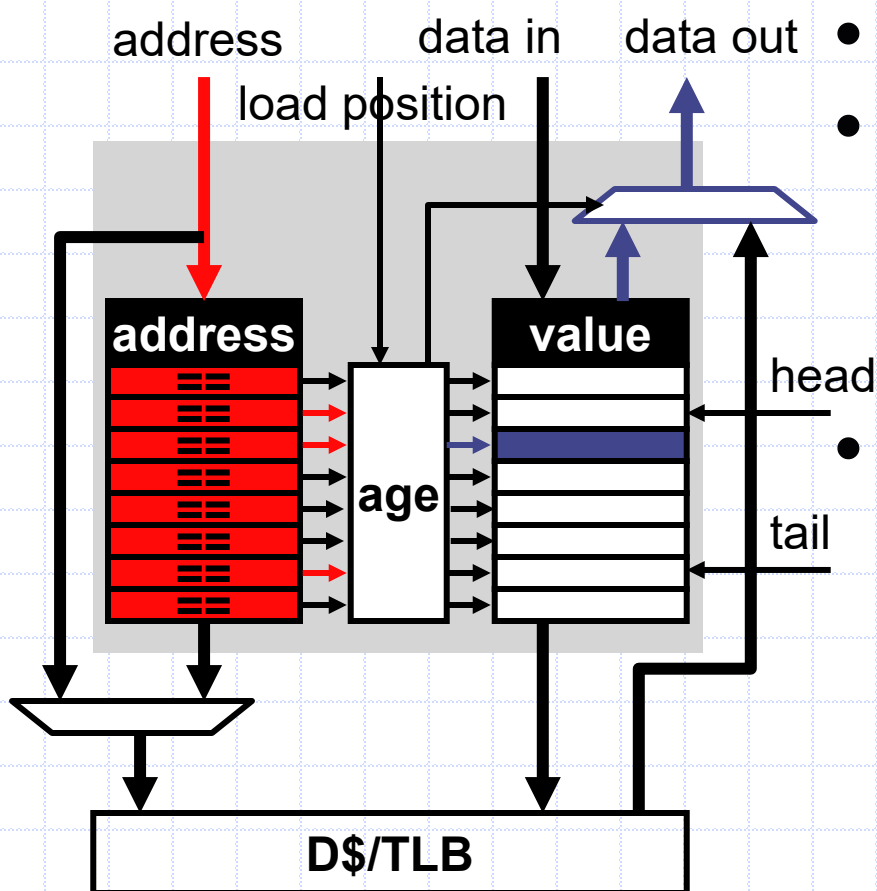 address data in data out •
load position •
address value
== head
==
== •
== age
==
== tail
==
==
D$/TLB